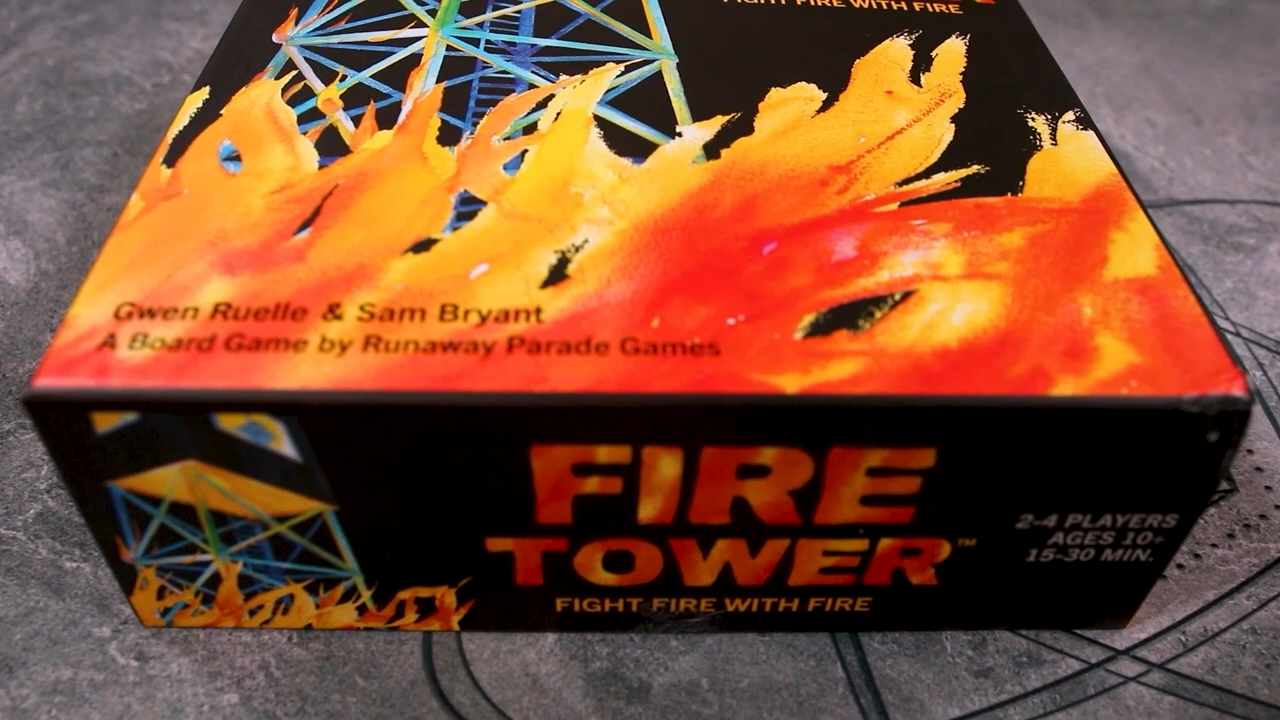 FIGHT FIRE WITH FIRE
Gwen Ruelle & Sam Bryant
A Board Game by Runaway Parade Games
FIRE
TOWER™
FIGHT FIRE WITH FIRE
2-4 PLAYERS
AGES 10+
15-30 MIN.